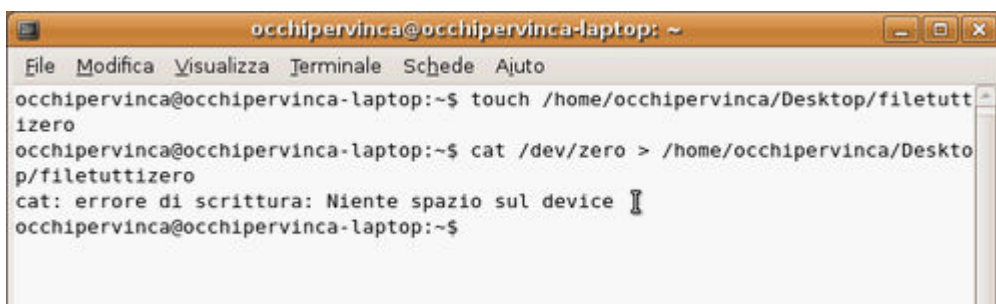 occhipervinca@occhipervinca-laptop: ~
File Modifica Visualizza Terminale Schede Ajuto
occhipervinca@occhipervinca-laptop:~$ touch /home/occhipervinca/Desktop/filetutt
izero
occhipervinca@occhipervinca-laptop:~$ cat /dev/zero > /home/occhipervinca/Deskto
p/filetuttizero
cat: errore di scrittura: Niente spazio sul device
occhipervinca@occhipervinca-laptop:~$